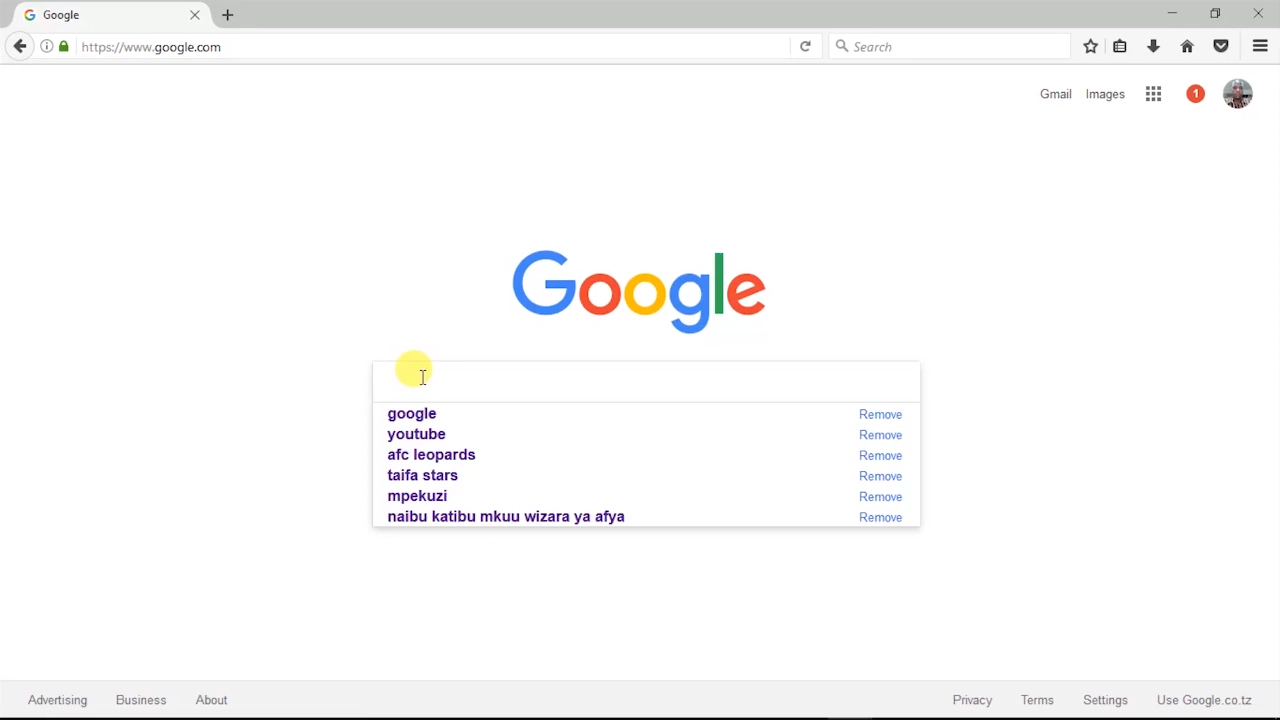 Google
https://www.google.com
Search
Gmail
Images
1
Google
google Remove
youtube Remove
afc leopards Remove
taifa stars Remove
mpekuzi Remove
naibu katibu mkuu wizara ya afya Remove
Advertising Business About Privacy Terms Settings Use Google.co.tz